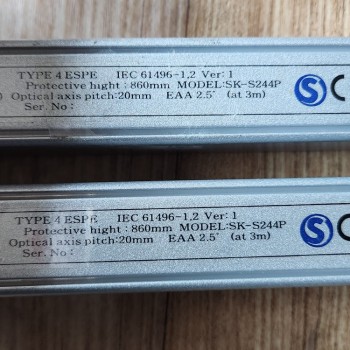 TYPE 4 ESPE IEC 61496-1,2 Ver: 1
Protective hight : 860mm MODEL:SK-S244P
Optical axis pitch:20mm EAA 2.5° (at 3m)
Ser. No :
S C
TYPE 4 ESPE IEC 61496-1,2 Ver: 1
Protective hight : 860mm MODEL:SK-S244P
Optical axis pitch:20mm EAA 2.5° (at 3m)
Ser. No :
S C